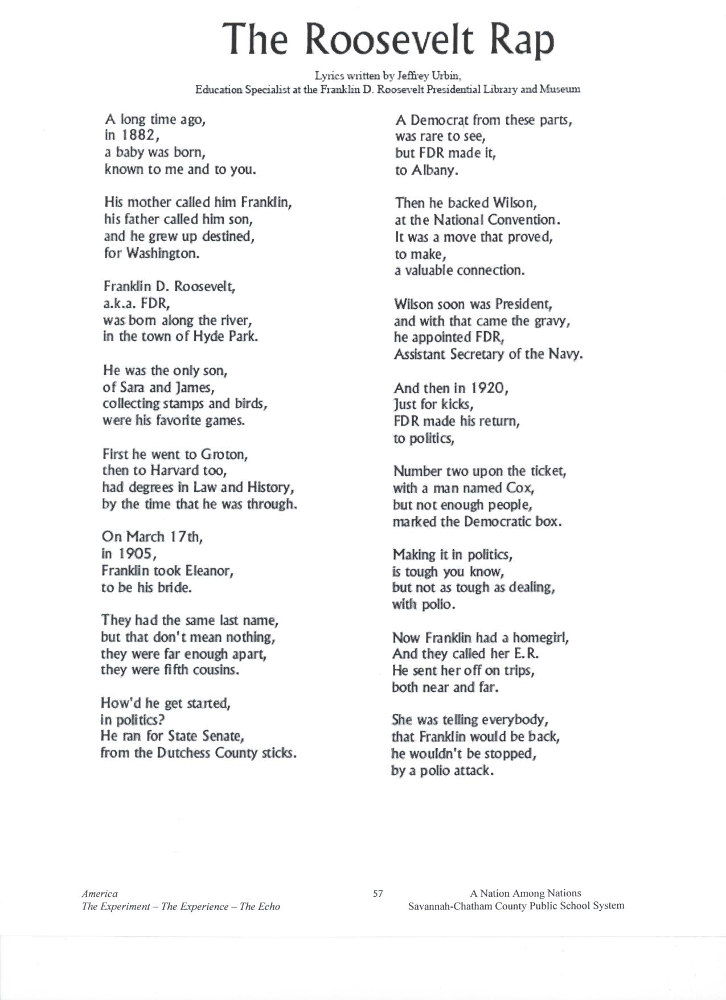 The Roosevelt Rap
Lyrics written by Jeffrey Urbin,
Education Specialist at the Franklin D. Roosevelt Presidential Library and Museum
A long time ago,
in 1882,
a baby was born,
known to me and to you.
His mother called him Franklin,
his father called him son,
and he grew up destined,
for Washington.
Franklin D. Roosevelt,
a.k.a. FDR,
was born along the river,
in the town of Hyde Park.
He was the only son,
of Sara and James,
collecting stamps and birds,
were his favorite games.
First he went to Groton,
then to Harvard too,
had degrees in Law and History,
by the time that he was through.
On March 17th,
in 1905,
Franklin took Eleanor,
to be his bride.
They had the same last name,
but that don't mean nothing,
they were far enough apart,
they were fifth cousins.
How'd he get started,
in politics?
He ran for State Senate,
from the Dutchess County sticks.
A Democrat from these parts,
was rare to see,
but FDR made it,
to Albany.
Then he backed Wilson,
at the National Convention.
It was a move that proved,
to make,
a valuable connection.
Wilson soon was President,
and with that came the gravy,
he appointed FDR,
Assistant Secretary of the Navy.
And then in 1920,
Just for kicks,
FDR made his return,
to politics,
Number two upon the ticket,
with a man named Cox,
but not enough people,
marked the Democratic box.
Making it in politics,
is tough you know,
but not as tough as dealing,
with polio.
Now Franklin had a homegirl,
And they called her E.R.
He sent her off on trips,
both near and far.
She was telling everybody,
that Franklin would be back,
he wouldn't be stopped,
by a polio attack.
America
The Experiment – The Experience – The Echo
57
A Nation Among Nations
Savannah-Chatham County Public School System